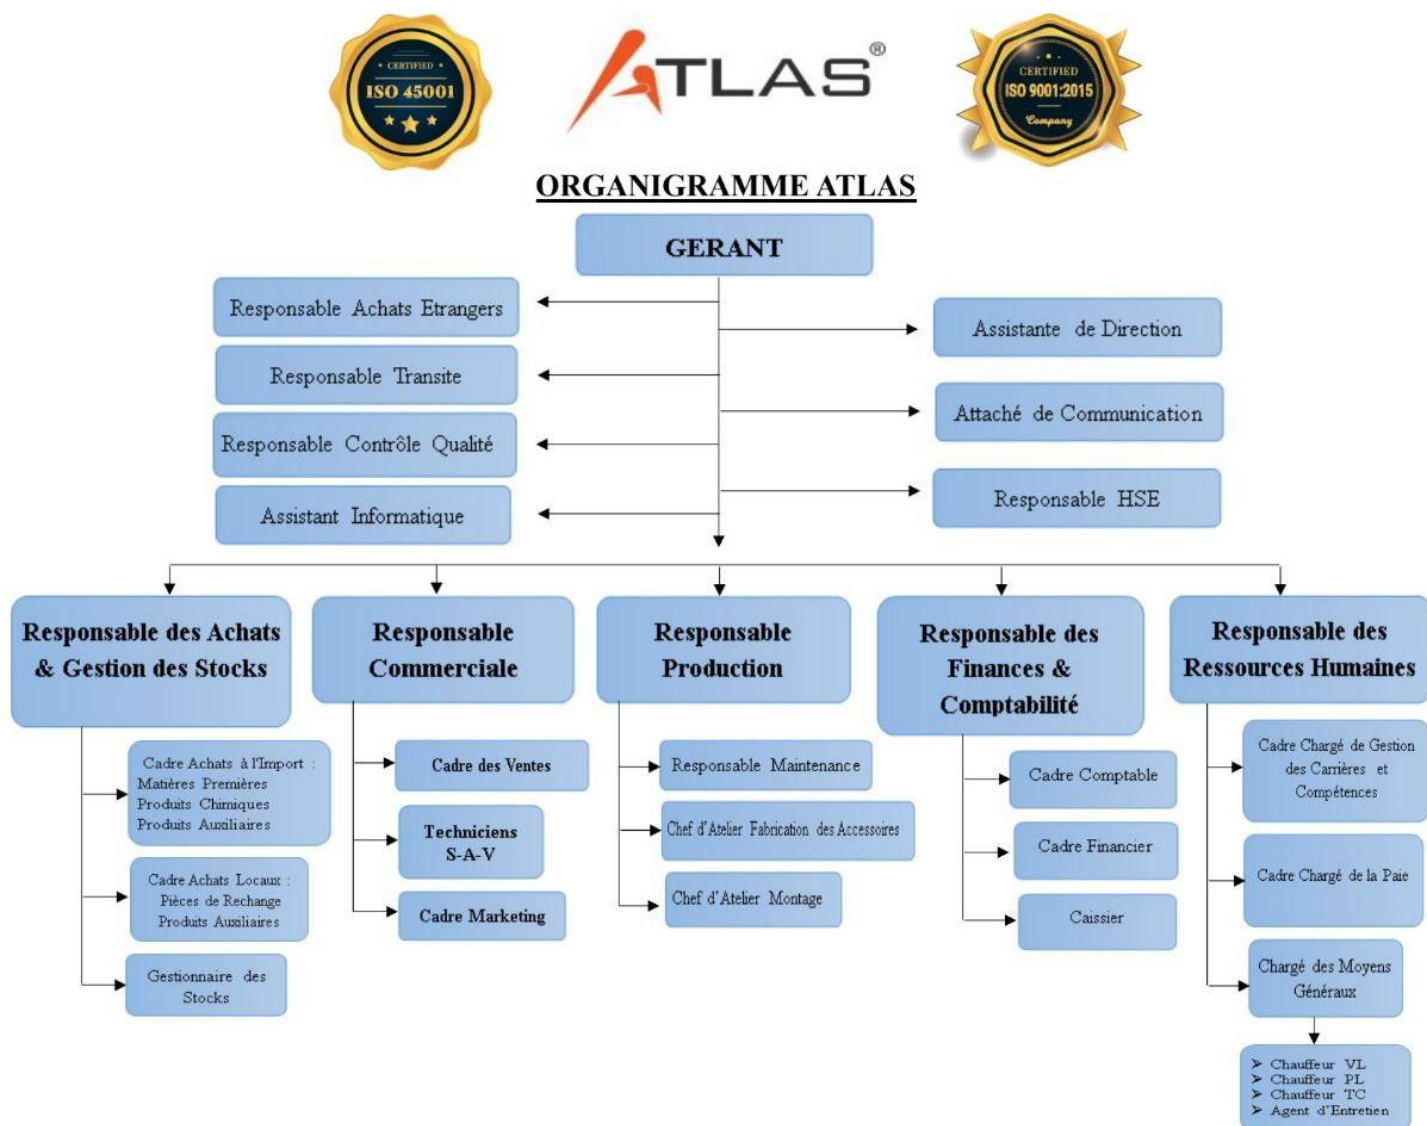 CERTIFIED
ISO 45001
ATLAS®
CERTIFIED
ISO 9001:2015
Company
ORGANIGRAMME ATLAS
GERANT
Responsable Achats Etrangers
Responsable Transite
Responsable Contrôle Qualité
Assistant Informatique
Assistante de Direction
Attaché de Communication
Responsable HSE
Responsable des Achats
& Gestion des Stocks
Cadre Achats à l'Import :
Matières Premières
Produits Chimiques
Produits Auxiliaires
Cadre Achats Locaux :
Pièces de Rechange
Produits Auxiliaires
Gestionnaire des
Stocks
Responsable
Commerciale
Cadre des Ventes
Techniciens
S-A-V
Cadre Marketing
Responsable
Production
Responsable Maintenance
Chef d'Atelier Fabrication des Accessoires
Chef d'Atelier Montage
Responsable des
Finances &
Comptabilité
Cadre Comptable
Cadre Financier
Caissier
Responsable des
Ressources Humaines
Cadre Chargé de Gestion
des Carrières et
Compétences
Cadre Chargé de la Paie
Chargé des Moyens
Généraux
➢ Chauffeur VL
➢ Chauffeur PL
➢ Chauffeur TC
➢ Agent d'Entretien